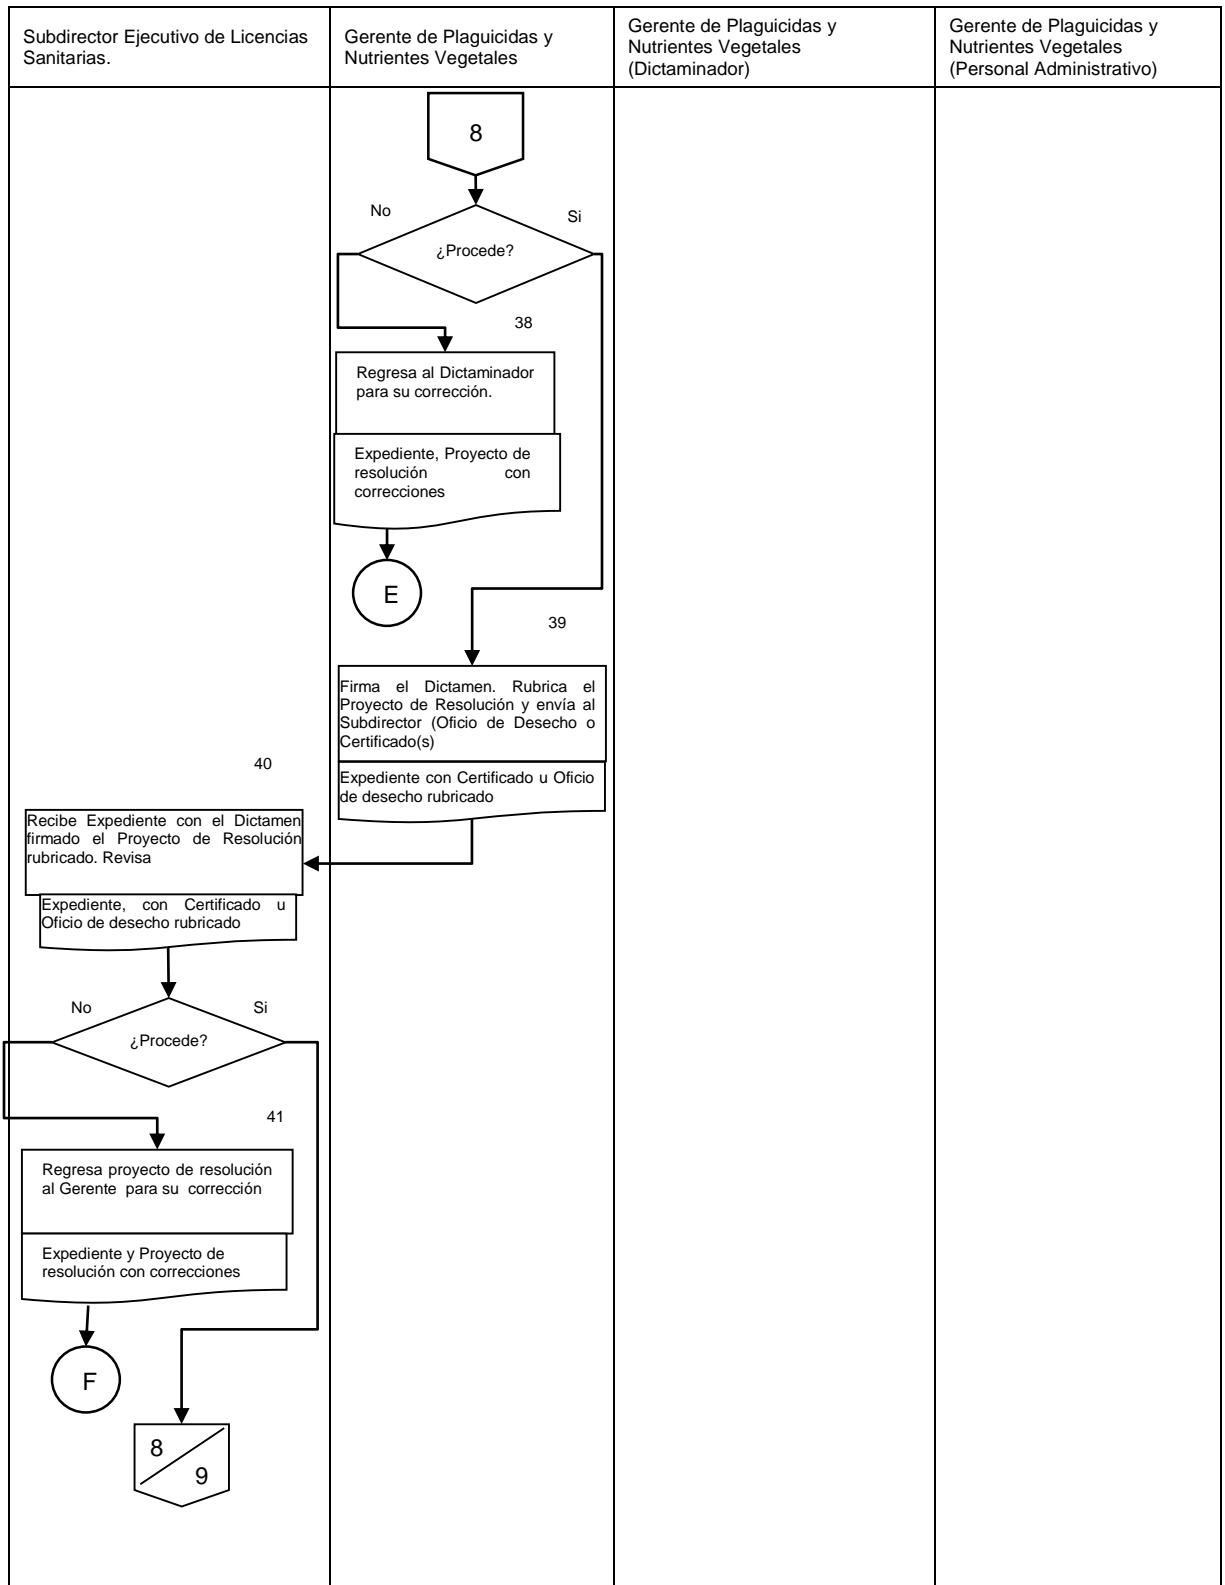 Subdirector Ejecutivo de Licencias
Sanitarias.
Gerente de Plaguicidas y
Nutrientes Vegetales
Gerente de Plaguicidas y
Nutrientes Vegetales
(Dictaminador)
Gerente de Plaguicidas y
Nutrientes Vegetales
(Personal Administrativo)
8
No
Si
¿Procede?
38
Regresa al Dictaminador
para su corrección.
Expediente, Proyecto de
resolución con
correcciones
E
39
Firma el Dictamen. Rubrica el
Proyecto de Resolución y envía al
Subdirector (Oficio de Desecho o
Certificado(s)
Expediente con Certificado u Oficio
de desecho rubricado
40
Recibe Expediente con el Dictamen
firmado el Proyecto de Resolución
rubricado. Revisa
Expediente, con Certificado u
Oficio de desecho rubricado
No
Si
¿Procede?
41
Regresa proyecto de resolución
al Gerente para su corrección
Expediente y Proyecto de
resolución con correcciones
F
8
9